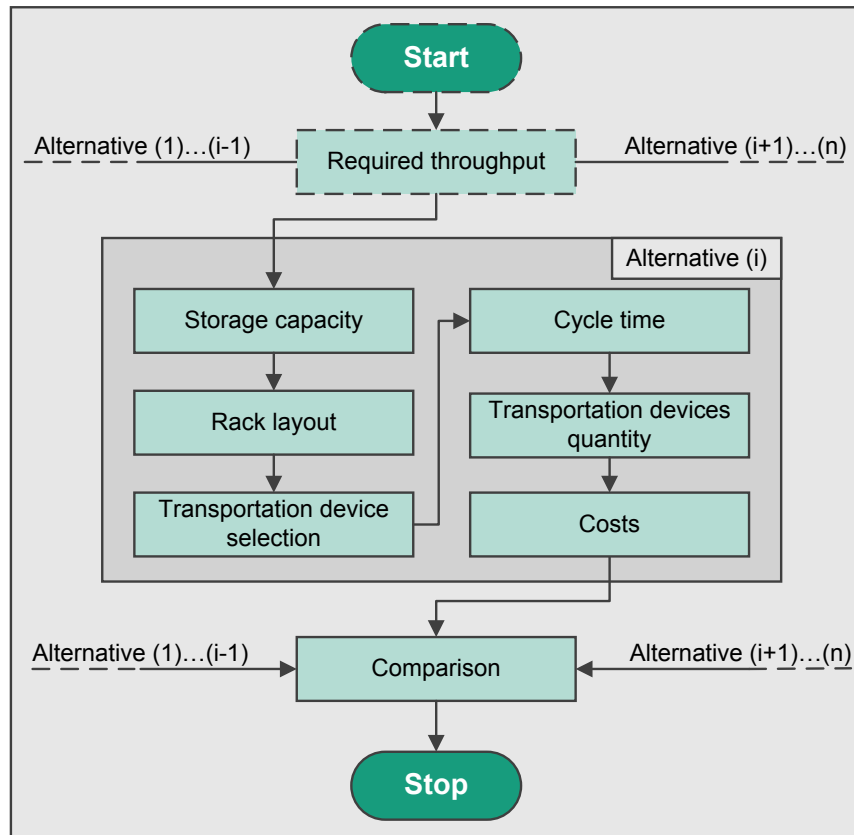 Start
Alternative (1)…(i-1)
Required throughput
Alternative (i+1)…(n)
Alternative (i)
Storage capacity
Rack layout
Transportation device
selection
Cycle time
Transportation devices
quantity
Costs
Alternative (1)…(i-1)
Comparison
Alternative (i+1)…(n)
Stop